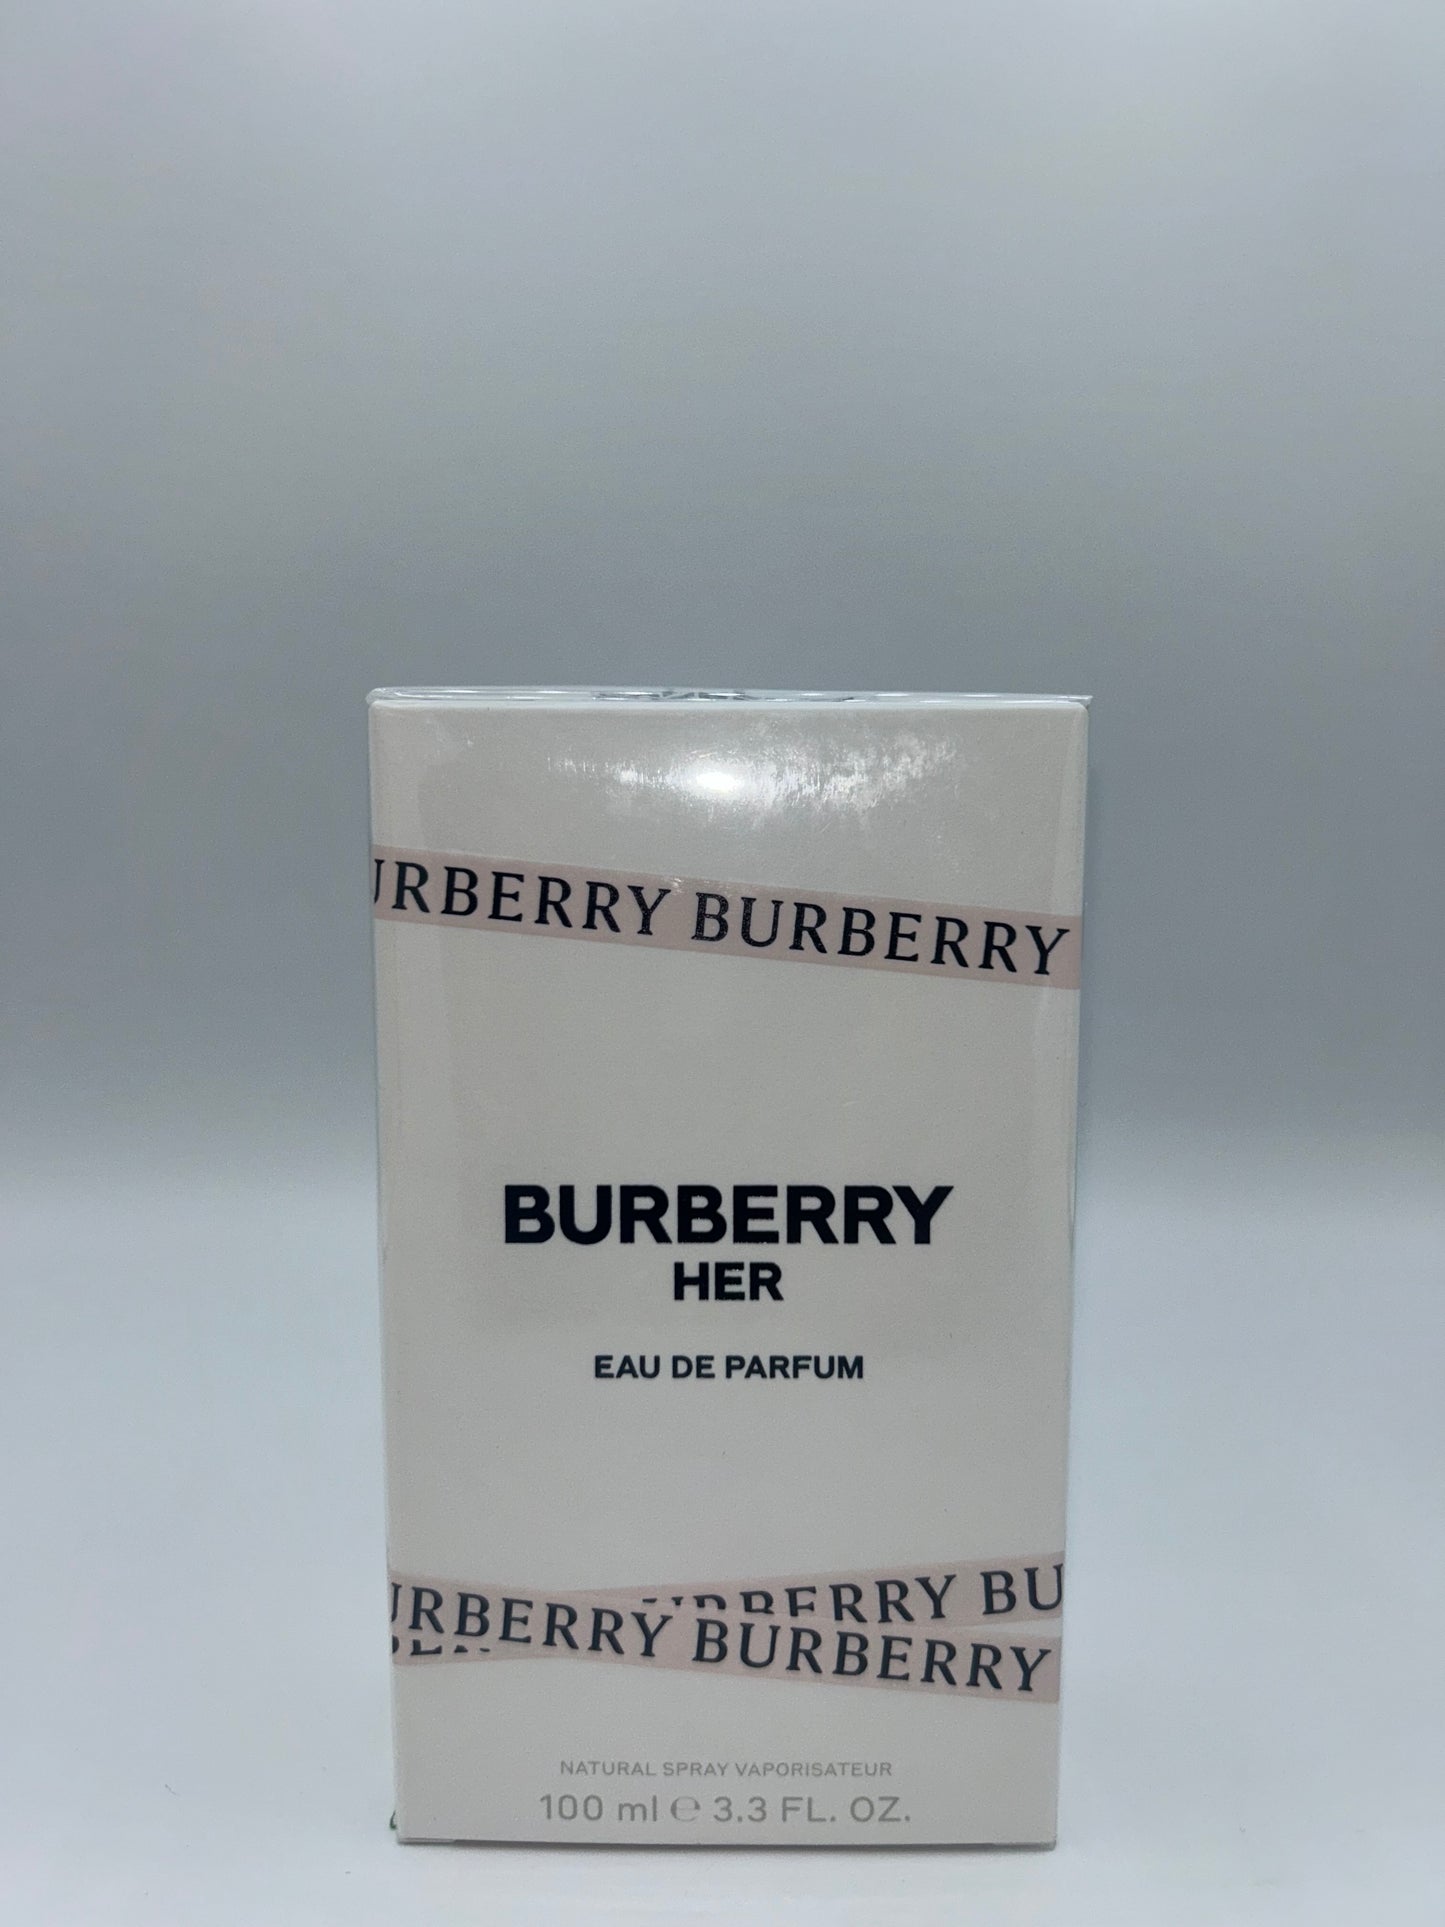 URBERRY BURBERRY
BURBERRY
HER
EAU DE PARFUM
BERRY BU
URBERRY BURBERRY
NATURAL SPRAY VAPORISATEUR
100 ml ℮ 3.3 FL. OZ.